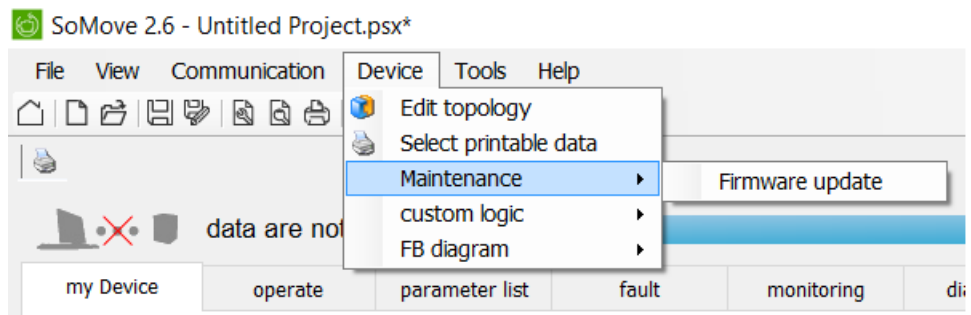 SoMove 2.6 - Untitled Project.psx*
File View Communication Device Tools Help
Edit topology
Select printable data
Maintenance
Firmware update
custom logic
data are not
FB diagram
my Device operate parameter list fault monitoring